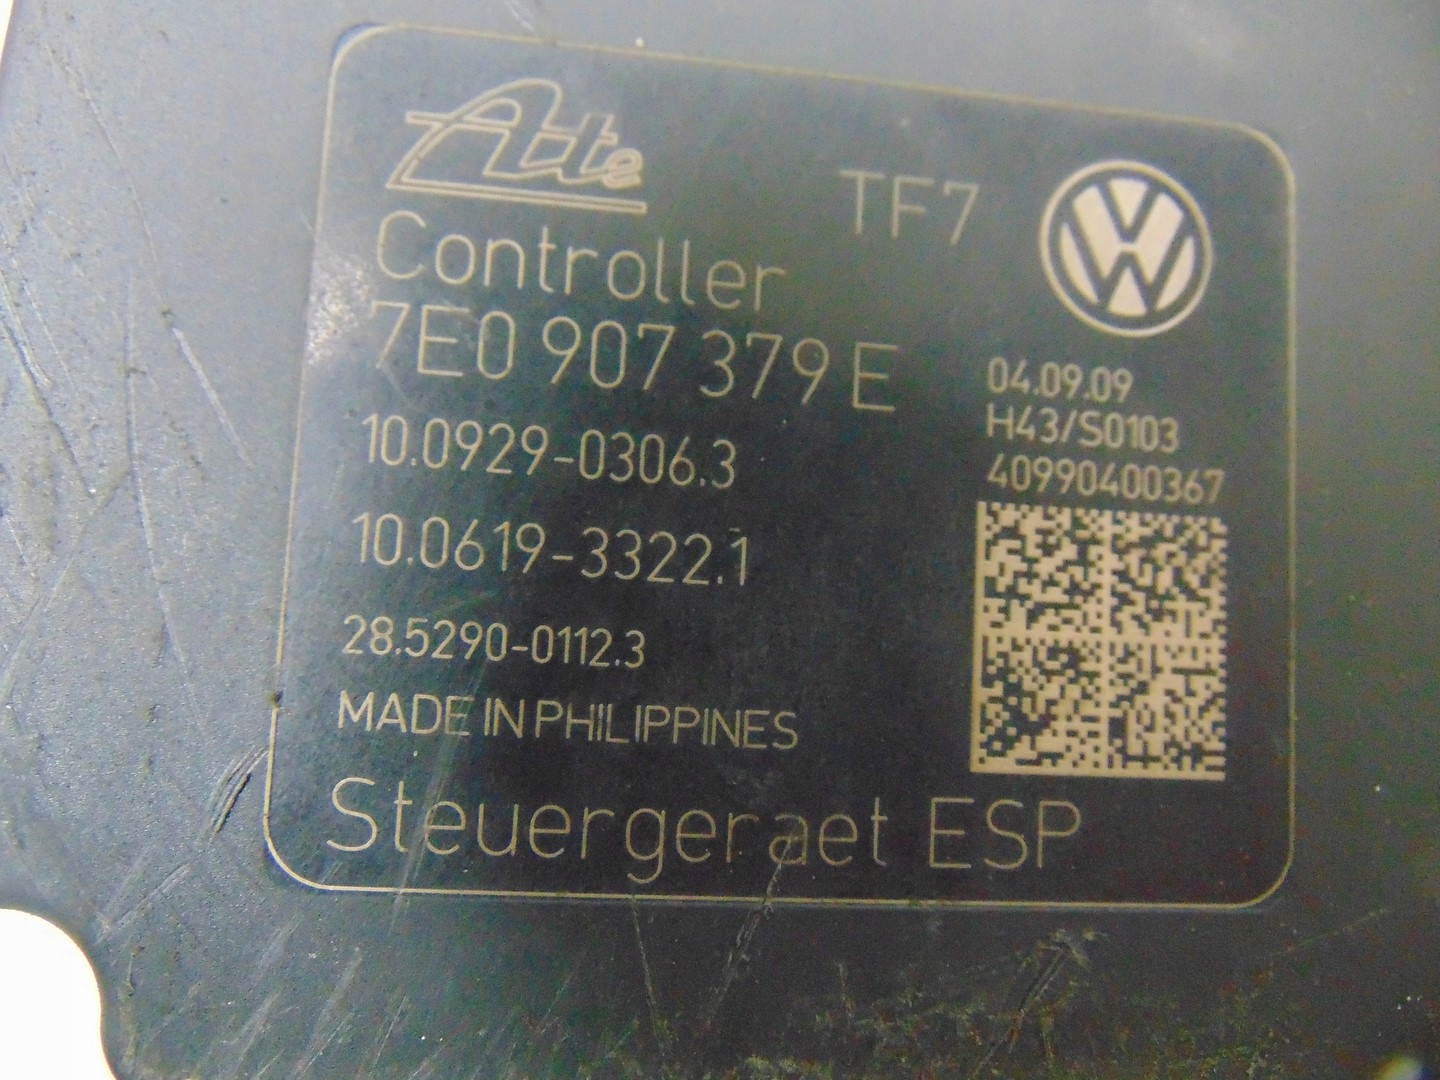 Ate
TF7
Controller
7E0 907 379 E
10.0929-0306.3
10.0619-3322.1
28.5290-0112.3
MADE IN PHILIPPINES
Steuergeraet ESP
04.09.09
H43/S0103
40990400367